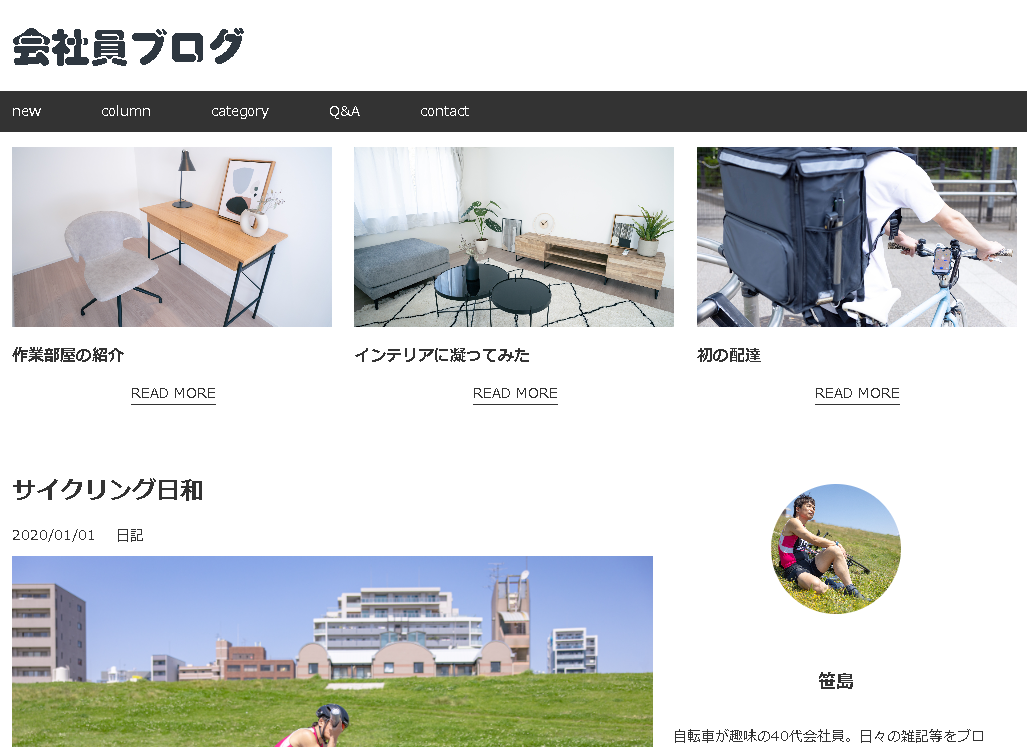 会社員ブログ
new column category Q&A contact
作業部屋の紹介 インテリアに凝ってみた 初の配達
READ MORE READ MORE READ MORE
サイクリング日和
2020/01/01 日記
笹島
自転車が趣味の40代会社員。日々の雑記等をブロ